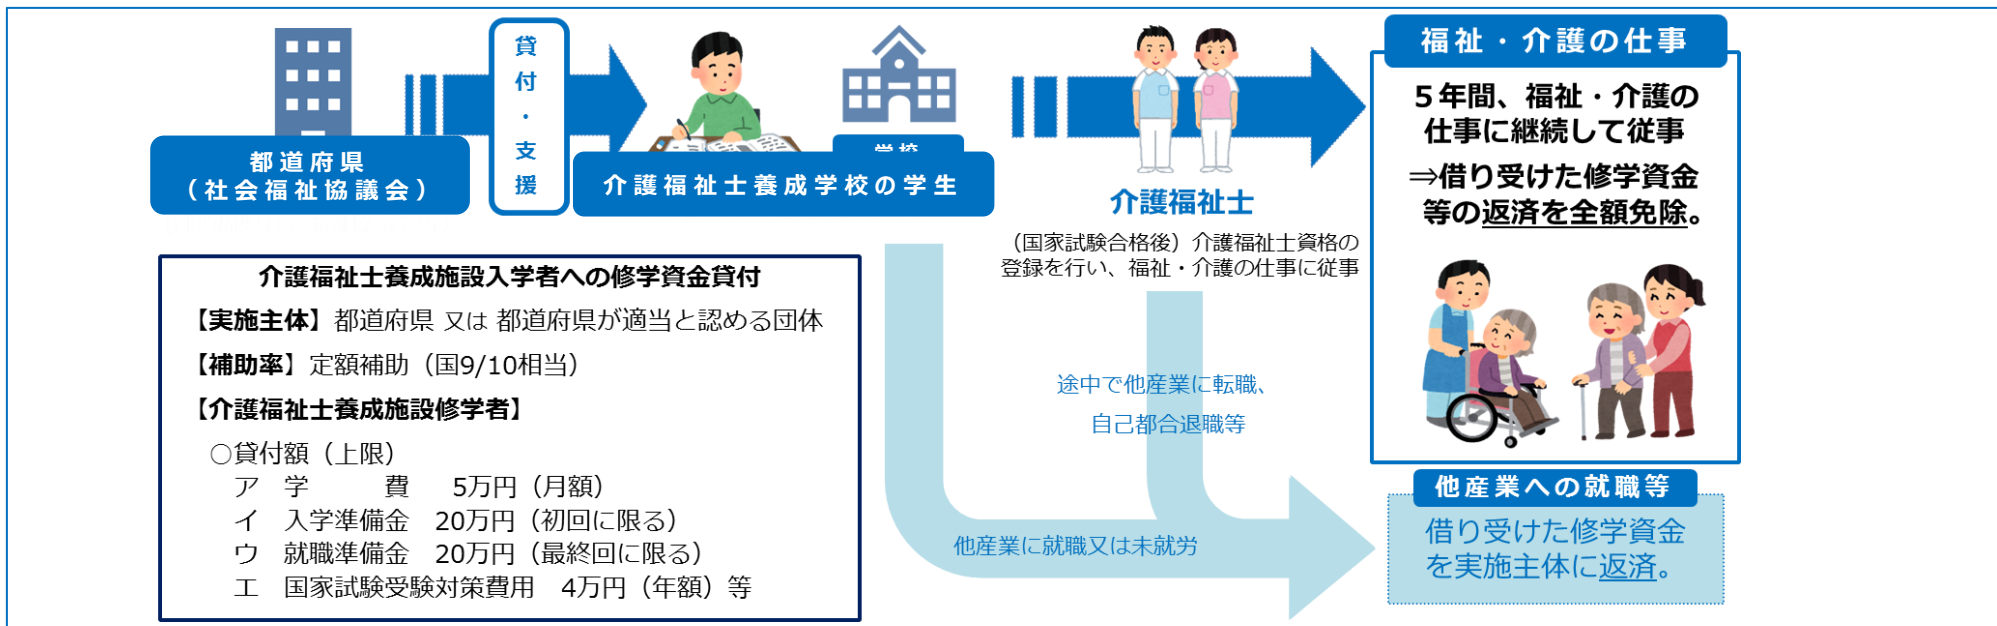 都道府県
（社会福祉協議会）
貸付・支援
学校
介護福祉士養成学校の学生
介護福祉士
（国家試験合格後）介護福祉士資格の
登録を行い、福祉・介護の仕事に従事
福祉・介護の仕事
５年間、福祉・介護の
仕事に継続して従事
⇒借り受けた修学資金
等の返済を全額免除。
介護福祉士養成施設入学者への修学資金貸付
【実施主体】都道府県 又は 都道府県が適当と認める団体
【補助率】定額補助（国9/10相当）
【介護福祉士養成施設修学者】
○貸付額（上限）
ア　学　　　費　5万円（月額）
イ　入学準備金　20万円（初回に限る）
ウ　就職準備金　20万円（最終回に限る）
エ　国家試験受験対策費用　4万円（年額）等
途中で他産業に転職、
自己都合退職等
他産業に就職又は未就労
他産業への就職等
借り受けた修学資金
を実施主体に返済。